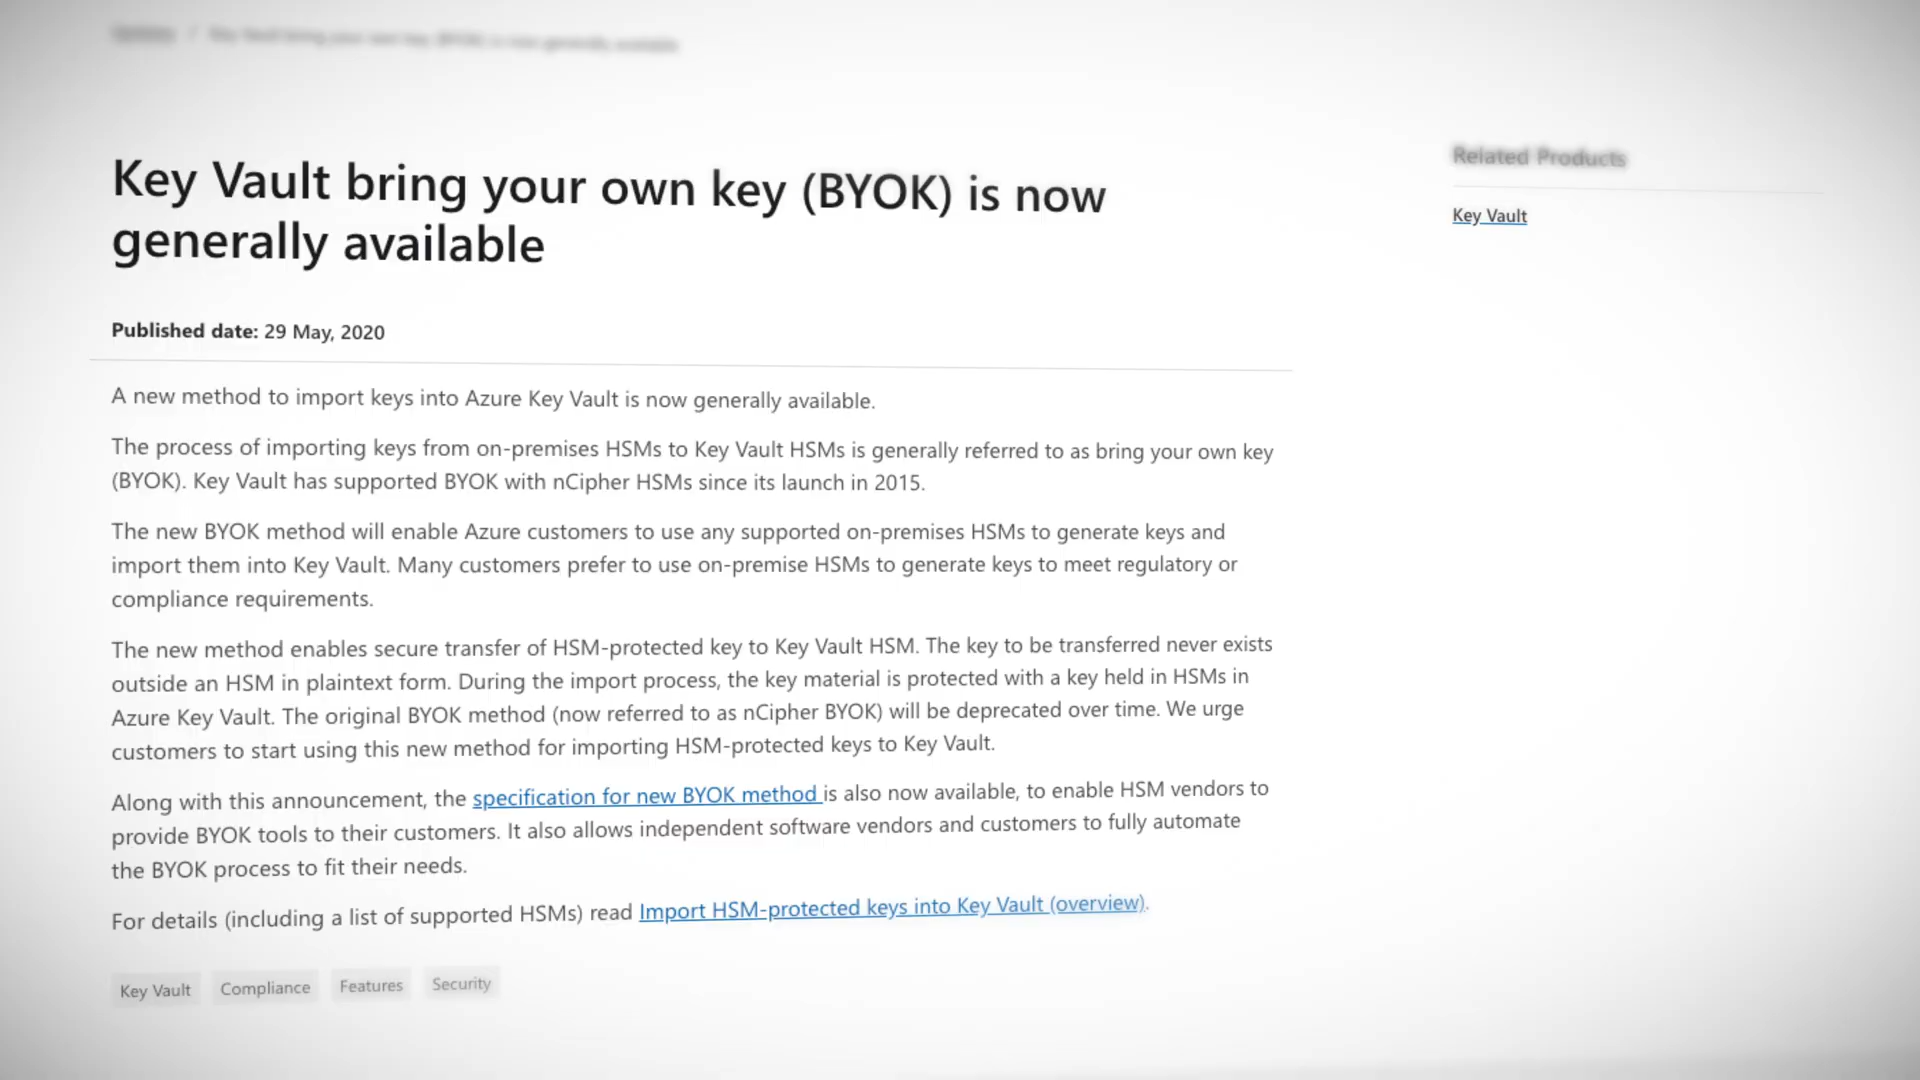 Updates / Key Vault bring your own key (BYOK) is now generally available
Key Vault bring your own key (BYOK) is now
generally available
Related Products
Key Vault
Published date: 29 May, 2020
A new method to import keys into Azure Key Vault is now generally available.
The process of importing keys from on-premises HSMs to Key Vault HSMs is generally referred to as bring your own key
(BYOK). Key Vault has supported BYOK with nCipher HSMs since its launch in 2015.
The new BYOK method will enable Azure customers to use any supported on-premises HSMs to generate keys and
import them into Key Vault. Many customers prefer to use on-premise HSMs to generate keys to meet regulatory or
compliance requirements.
The new method enables secure transfer of HSM-protected key to Key Vault HSM. The key to be transferred never exists
outside an HSM in plaintext form. During the import process, the key material is protected with a key held in HSMs in
Azure Key Vault. The original BYOK method (now referred to as nCipher BYOK) will be deprecated over time. We urge
customers to start using this new method for importing HSM-protected keys to Key Vault.
Along with this announcement, the specification for new BYOK method is also now available, to enable HSM vendors to
provide BYOK tools to their customers. It also allows independent software vendors and customers to fully automate
the BYOK process to fit their needs.
For details (including a list of supported HSMs) read Import HSM-protected keys into Key Vault (overview).
Key Vault Compliance Features Security